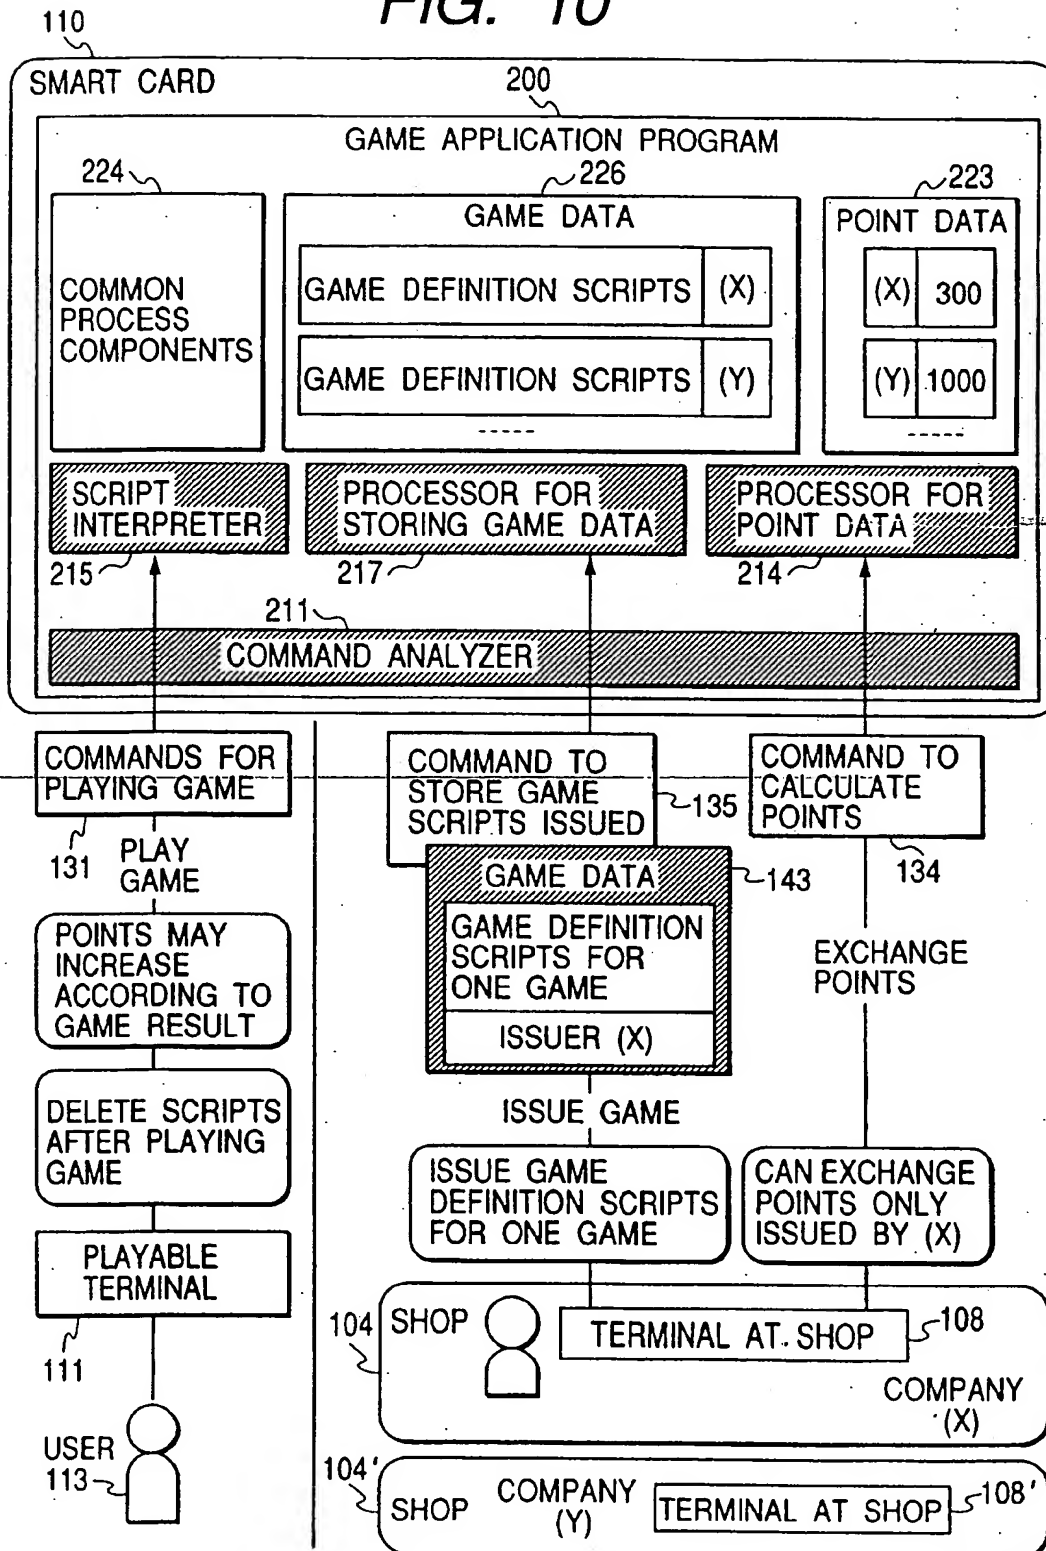 FIG. 10
110
SMART CARD
200
GAME APPLICATION PROGRAM
224
226
223
COMMON
PROCESS
COMPONENTS
GAME DATA
GAME DEFINITION SCRIPTS (X)
GAME DEFINITION SCRIPTS (Y)
-----
POINT DATA
(X) 300
(Y) 1000
-----
SCRIPT
INTERPRETER
PROCESSOR FOR
STORING GAME DATA
PROCESSOR FOR
POINT DATA
215
217
214
211
COMMAND ANALYZER
COMMANDS FOR
PLAYING GAME
131
PLAY
GAME
POINTS MAY
INCREASE
ACCORDING TO
GAME RESULT
DELETE SCRIPTS
AFTER PLAYING
GAME
PLAYABLE
TERMINAL
111
USER
113
COMMAND TO
STORE GAME
SCRIPTS ISSUED
135
GAME DATA
143
GAME DEFINITION
SCRIPTS FOR
ONE GAME
ISSUER (X)
ISSUE GAME
ISSUE GAME
DEFINITION SCRIPTS
FOR ONE GAME
COMMAND TO
CALCULATE
POINTS
134
EXCHANGE
POINTS
CAN EXCHANGE
POINTS ONLY
ISSUED BY (X)
104
SHOP
TERMINAL AT SHOP
108
COMPANY
(X)
104'
SHOP
COMPANY
(Y)
TERMINAL AT SHOP
108'